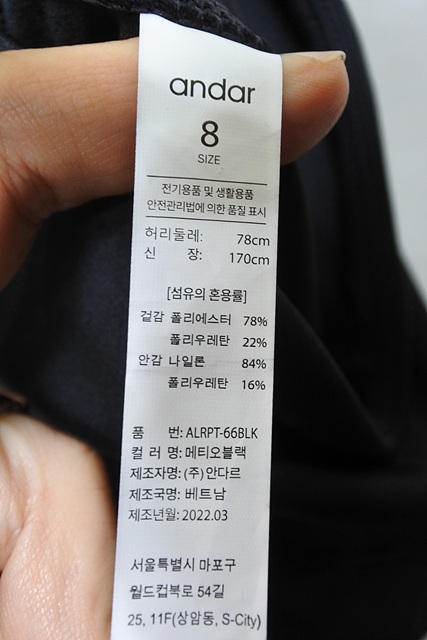 andar
8
SIZE
전기용품 및 생활용품
안전관리법에 의한 품질 표시
허리둘레: 78cm
신 장: 170cm
[섬유의 혼용률]
겉감 폴리에스터 78%
폴리우레탄 22%
안감 나일론 84%
폴리우레탄 16%
품 번: ALRPT-66BLK
컬 러 명: 메티오블랙
제조자명: (주)안다르
제조국명: 베트남
제조년월: 2022.03
서울특별시 마포구
월드컵북로 54길
25, 11F(상암동, S-City)